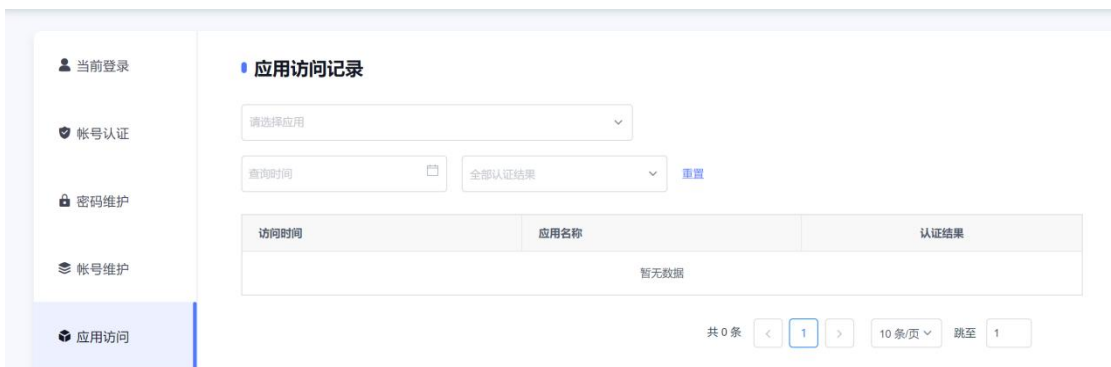 当前登录
帐号认证
密码维护
帐号维护
应用访问
应用访问记录
请选择应用
查询时间 全部认证结果 重置
访问时间 应用名称 认证结果
暂无数据
共 0 条 < 1 > 10 条/页 跳至 1